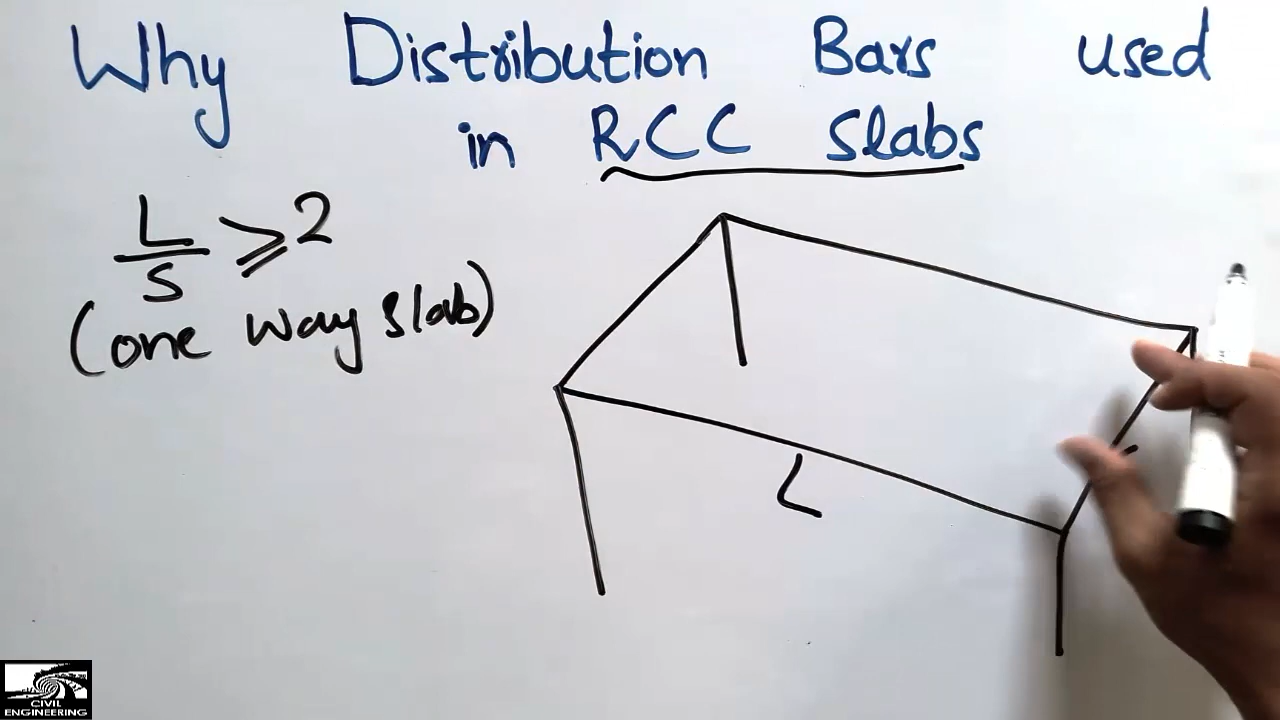 Why Distribution Bars used
in RCC Slabs
L/S ≥ 2
(one way slab)
L
CIVIL
ENGINEERING